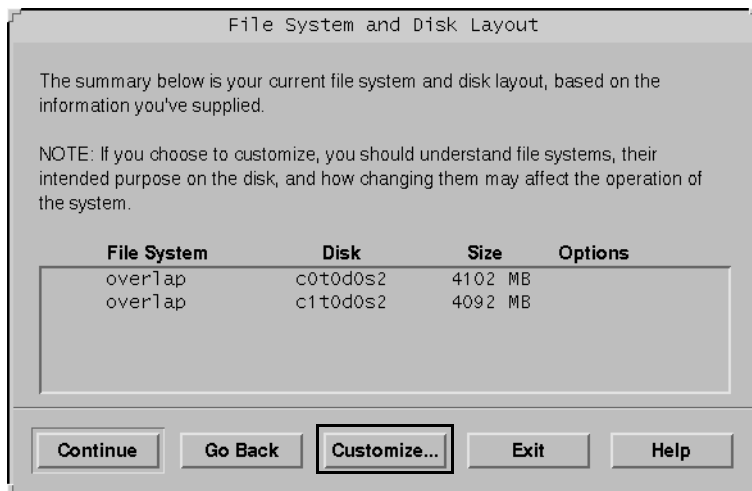 File System and Disk Layout
The summary below is your current file system and disk layout, based on the
information you've supplied.
NOTE: If you choose to customize, you should understand file systems, their
intended purpose on the disk, and how changing them may affect the operation of
the system.
File System Disk Size Options
overlap c0t0d0s2 4102 MB
overlap c1t0d0s2 4092 MB
Continue Go Back Customize... Exit Help